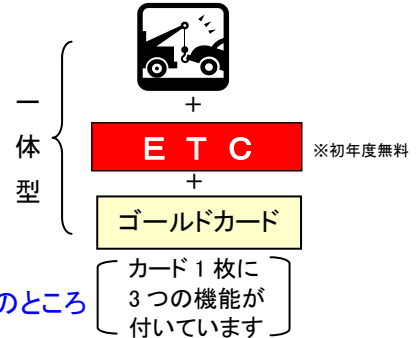 一体型
+
ＥＴＣ ※初年度無料
+
ゴールドカード
のところ
カード１枚に
３つの機能が
付いています